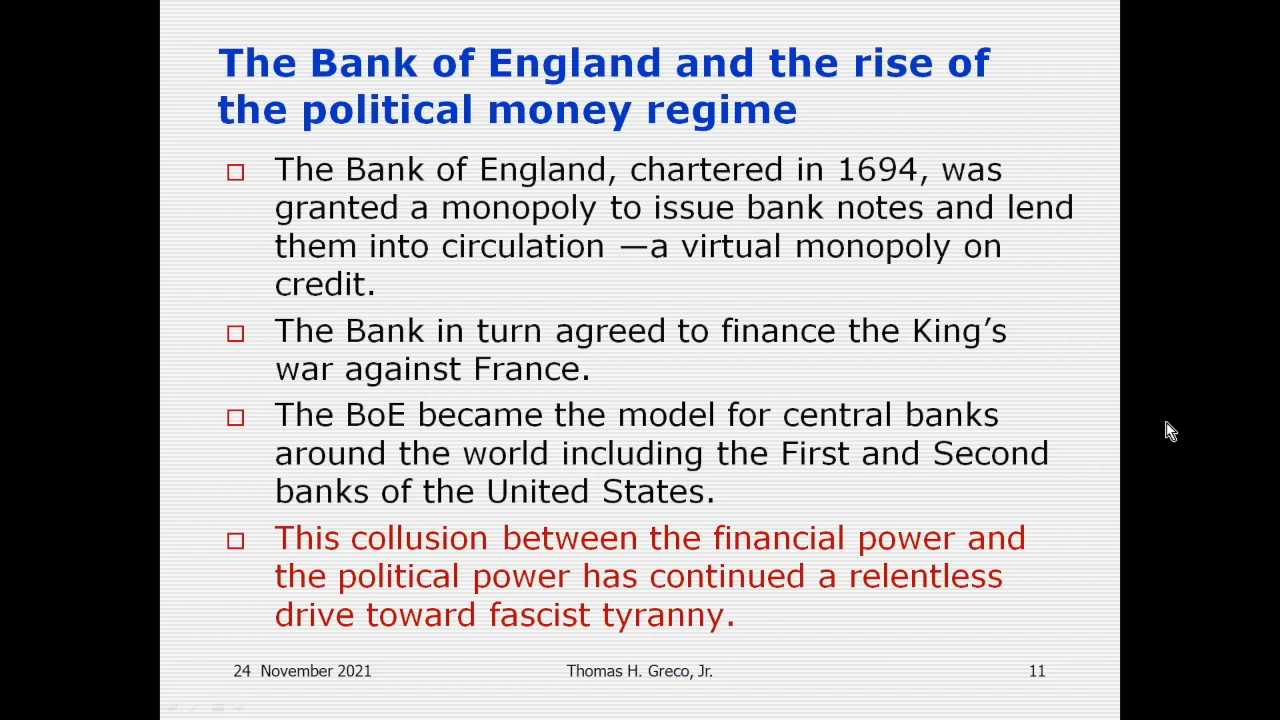 The Bank of England and the rise of
the political money regime
The Bank of England, chartered in 1694, was
granted a monopoly to issue bank notes and lend
them into circulation —a virtual monopoly on
credit.
The Bank in turn agreed to finance the King’s
war against France.
The BoE became the model for central banks
around the world including the First and Second
banks of the United States.
This collusion between the financial power and
the political power has continued a relentless
drive toward fascist tyranny.
24 November 2021 Thomas H. Greco, Jr. 11